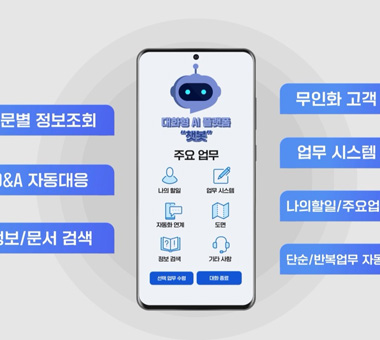 문별 정보조회
Q&A 자동대응
정보/문서 검색
대화형 AI 플랫폼
"챗봇"
주요 업무
나의 할일
업무 시스템
자동화 연계
도면
정보 검색
기타 사항
선택 업무 수행
대화 종료
무인화 고객
업무 시스템
나의할일/주요업
단순/반복업무 자동